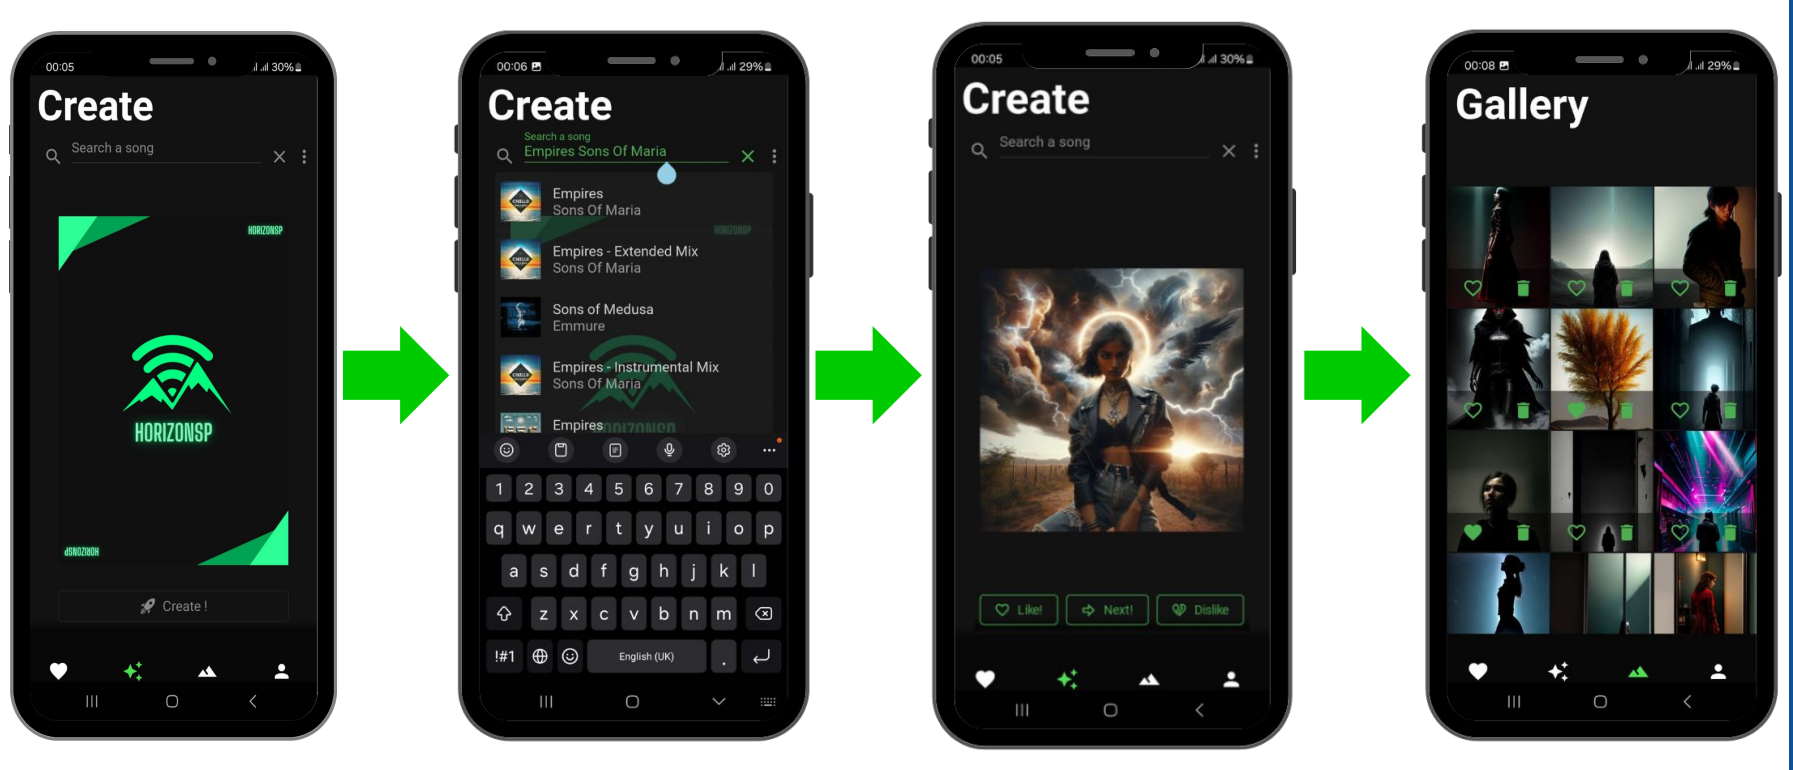 00:05
30%
Create
Search a song
HORIZONSP
HORIZONSP
HORIZONSP
Create !
00:06
29%
Create
Search a song
Empires Sons Of Maria
Empires
Sons Of Maria
HORIZONSP
Empires - Extended Mix
Sons Of Maria
Sons of Medusa
Emmure
Empires - Instrumental Mix
Sons Of Maria
Empires
HORIZONSP
1 2 3 4 5 6 7 8 9 0
q w e r t y u i o p
a s d f g h j k l
z x c v b n m
!#1
English (UK)
.
00:05
30%
Create
Search a song
Like!
Next!
Dislike
00:08
29%
Gallery